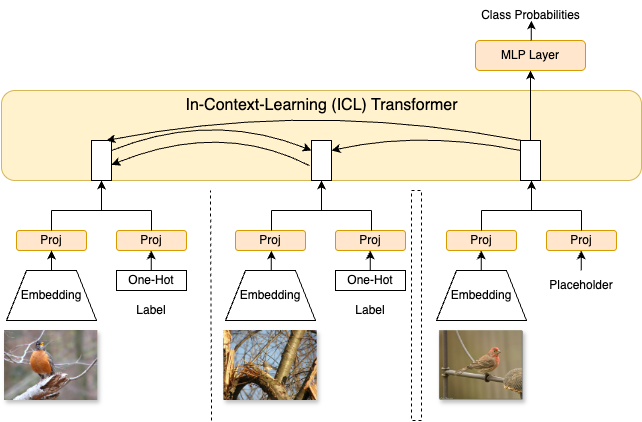 Class Probabilities
MLP Layer
In-Context-Learning (ICL) Transformer
Proj
Proj
Proj
Proj
Proj
Proj
Embedding
One-Hot
Label
Embedding
One-Hot
Label
Embedding
Placeholder